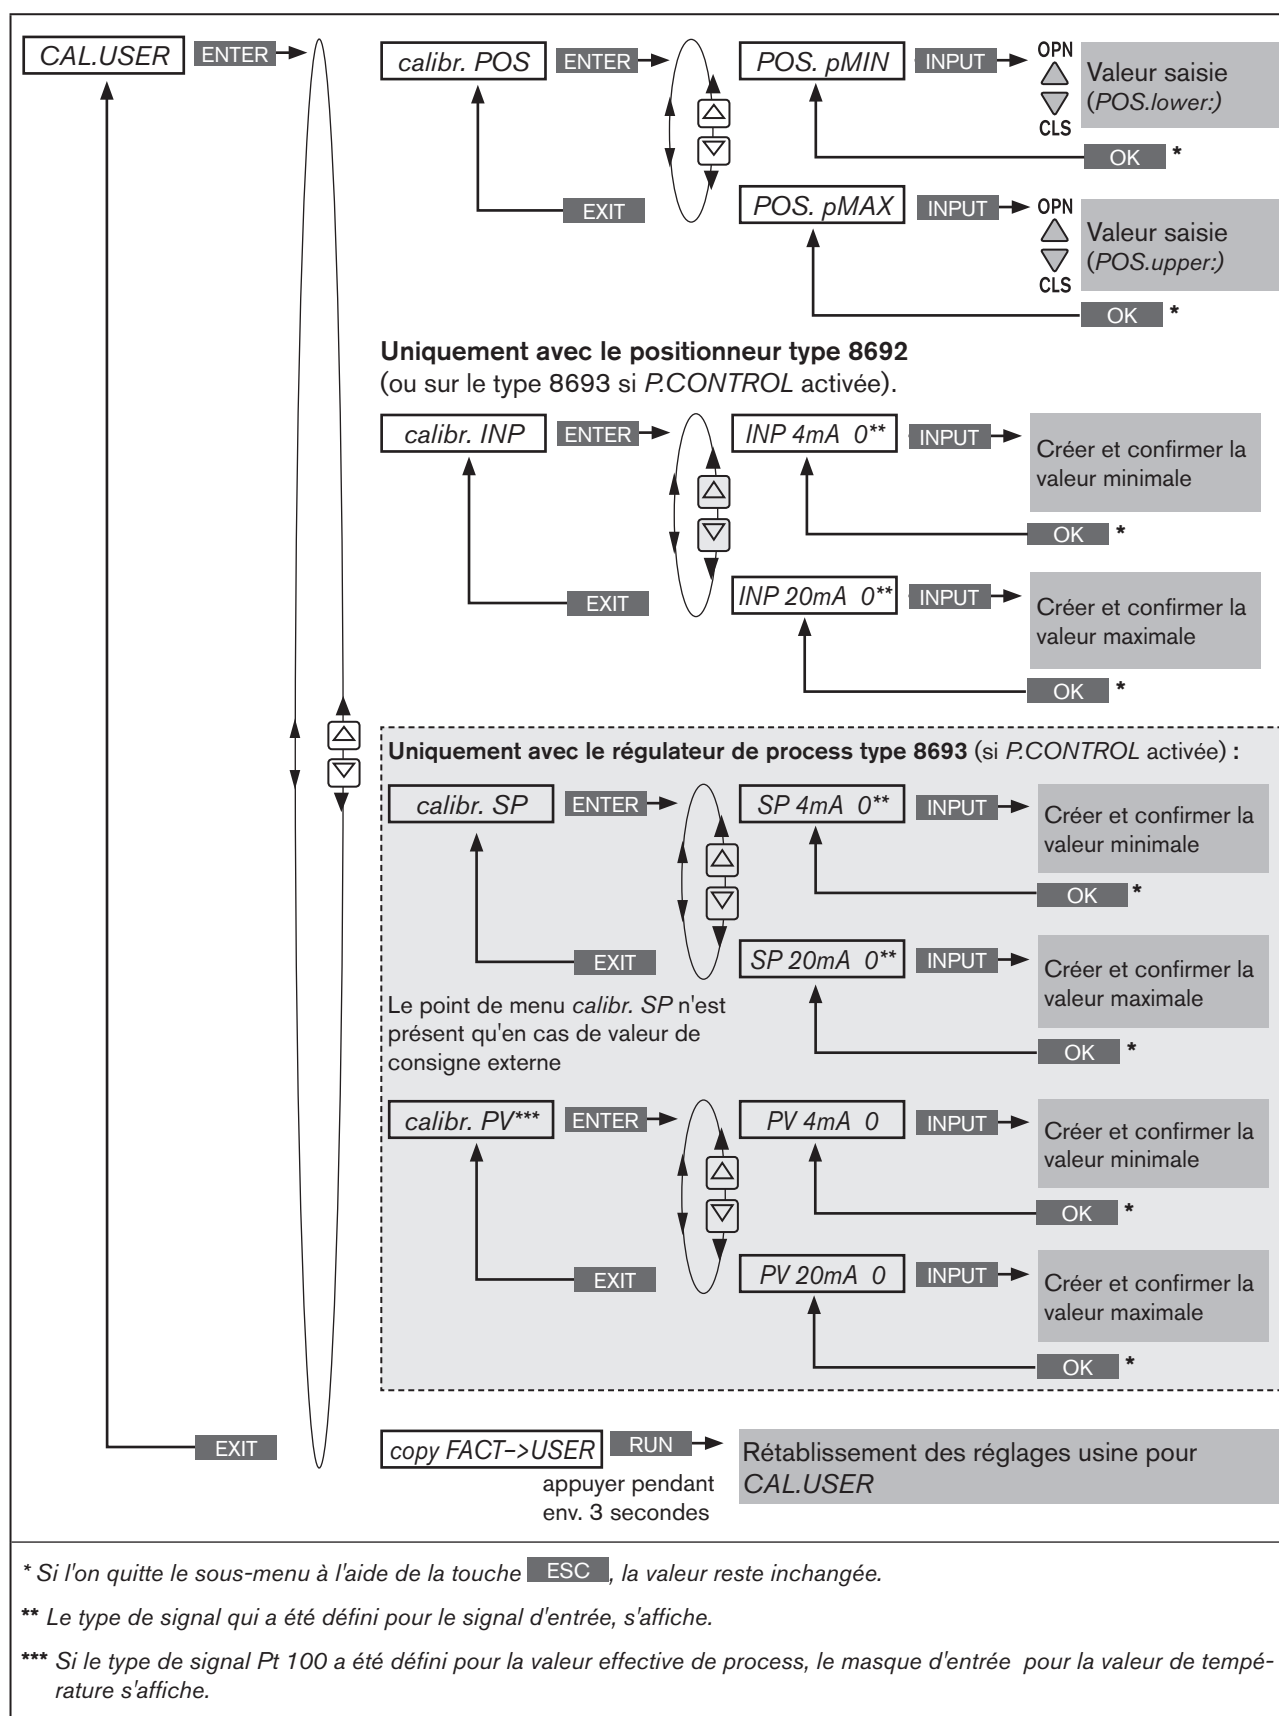 CAL.USER ENTER
calibr. POS ENTER
POS. pMIN INPUT
OPN
CLS
Valeur saisie
(POS.lower:)
OK *
EXIT
POS. pMAX INPUT
OPN
CLS
Valeur saisie
(POS.upper:)
OK *
Uniquement avec le positionneur type 8692
(ou sur le type 8693 si P.CONTROL activée).
calibr. INP ENTER
INP 4mA 0** INPUT
Créer et confirmer la
valeur minimale
OK *
EXIT
INP 20mA 0** INPUT
Créer et confirmer la
valeur maximale
OK *
Uniquement avec le régulateur de process type 8693 (si P.CONTROL activée) :
calibr. SP ENTER
SP 4mA 0** INPUT
Créer et confirmer la
valeur minimale
OK *
EXIT
SP 20mA 0** INPUT
Créer et confirmer la
valeur maximale
OK *
Le point de menu calibr. SP n'est
présent qu'en cas de valeur de
consigne externe
calibr. PV*** ENTER
PV 4mA 0 INPUT
Créer et confirmer la
valeur minimale
OK *
EXIT
PV 20mA 0 INPUT
Créer et confirmer la
valeur maximale
OK *
EXIT
copy FACT->USER RUN
appuyer pendant
env. 3 secondes
Rétablissement des réglages usine pour
CAL.USER
* Si l'on quitte le sous-menu à l'aide de la touche ESC , la valeur reste inchangée.
** Le type de signal qui a été défini pour le signal d'entrée, s'affiche.
*** Si le type de signal Pt 100 a été défini pour la valeur effective de process, le masque d'entrée pour la valeur de tempé-
rature s'affiche.